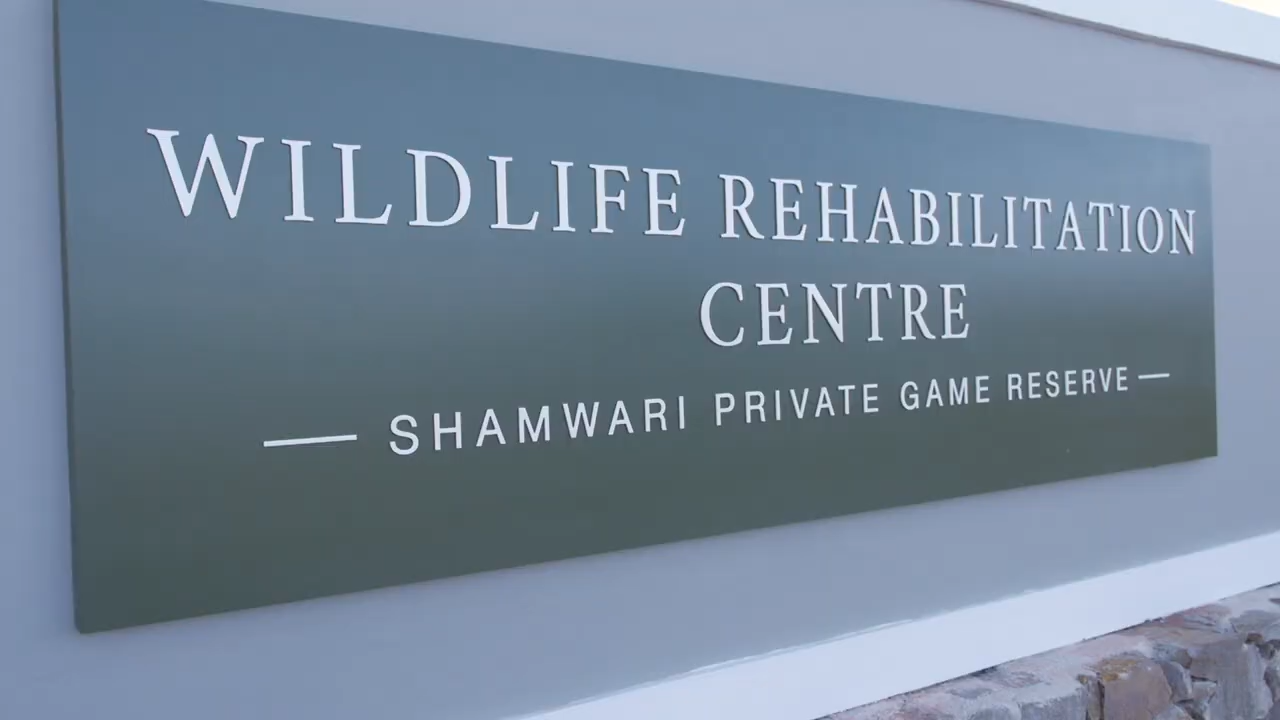 WILDLIFE REHABILITATION
CENTRE
— SHAMWARI PRIVATE GAME RESERVE —